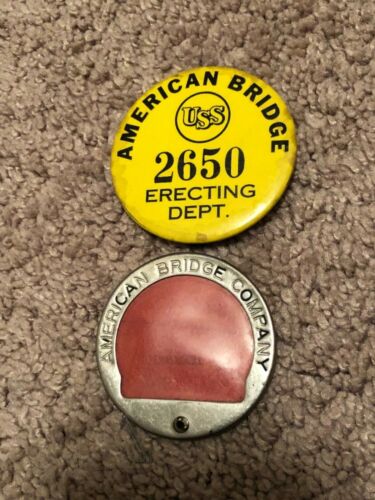 AMERICAN BRIDGE
USS
2650
ERECTING
DEPT.
AMERICAN BRIDGE COMPANY